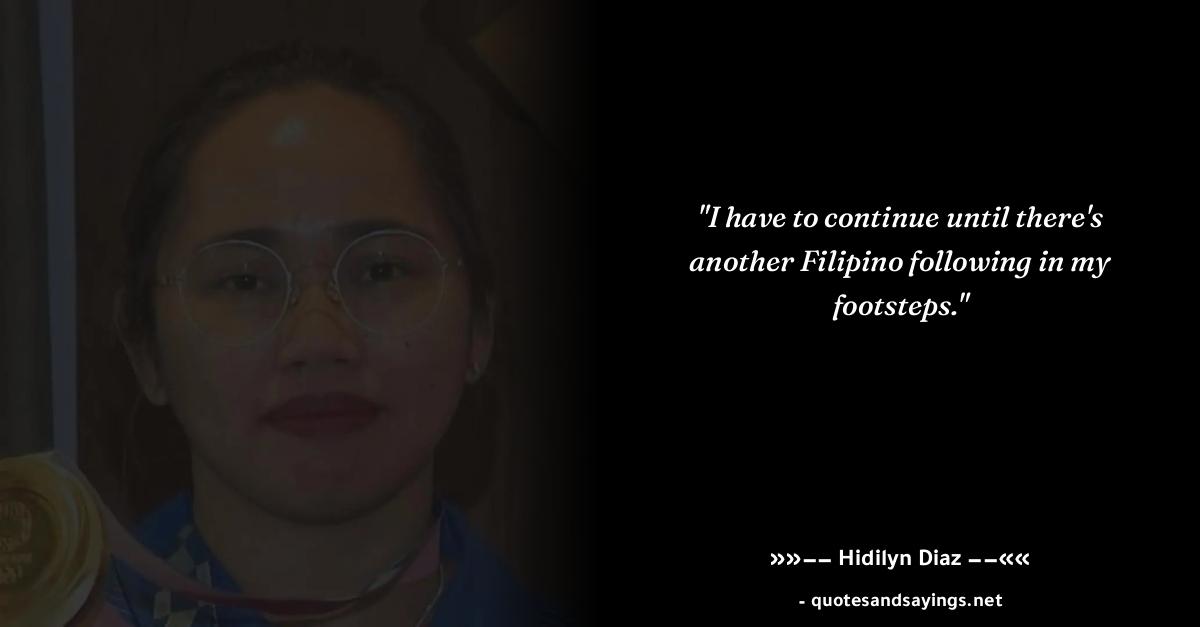 "I have to continue until there's
another Filipino following in my
footsteps."
»»–– Hidilyn Diaz ––««
- quotesandsayings.net